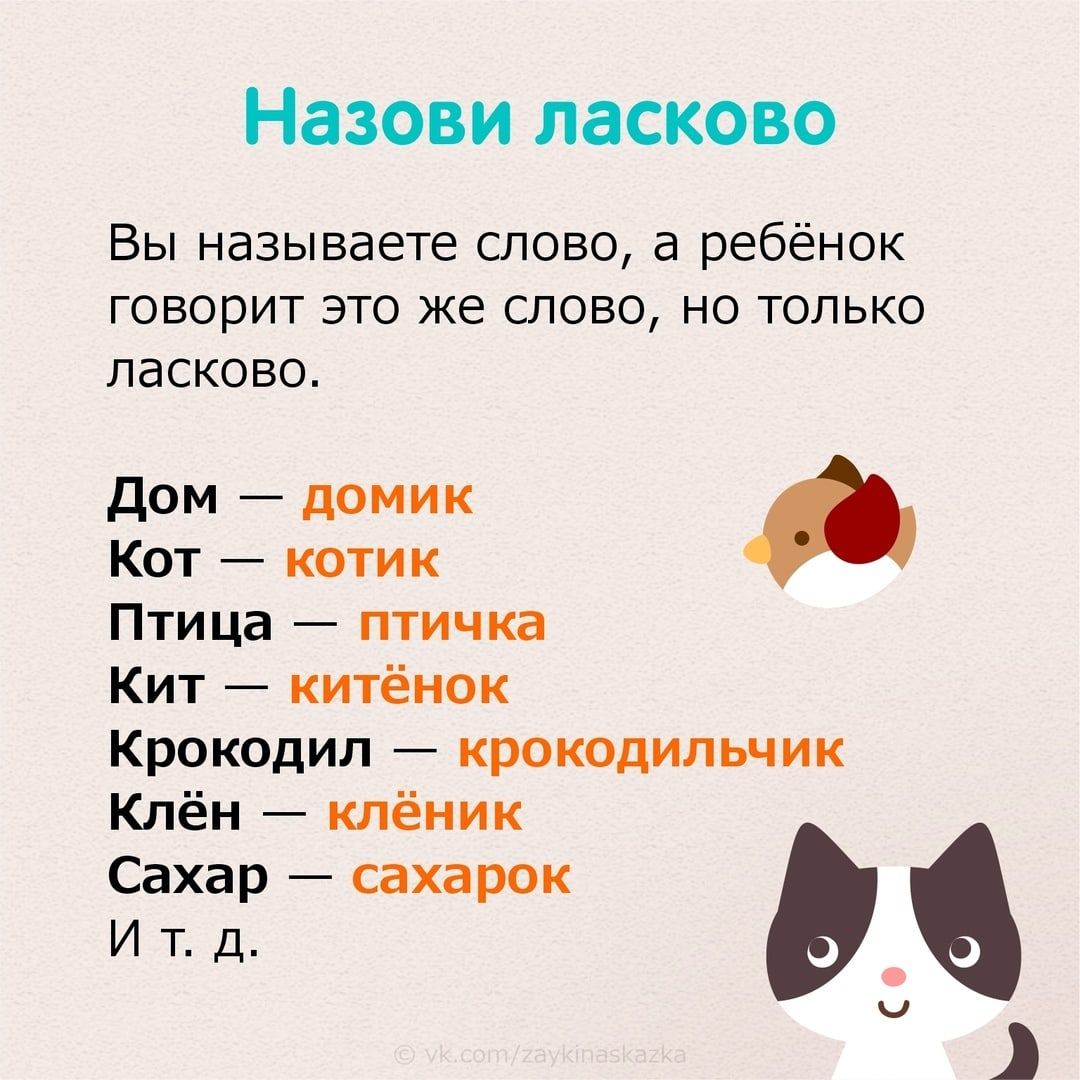 Назови ласково
Вы называете слово, а ребёнок
говорит это же слово, но только
ласково.
Дом — домик
Кот — котик
Птица — птичка
Кит — китёнок
Крокодил — крокодильчик
Клён — клёник
Сахар — сахарок
И т. д.
© vk.com/zaykinaskazka